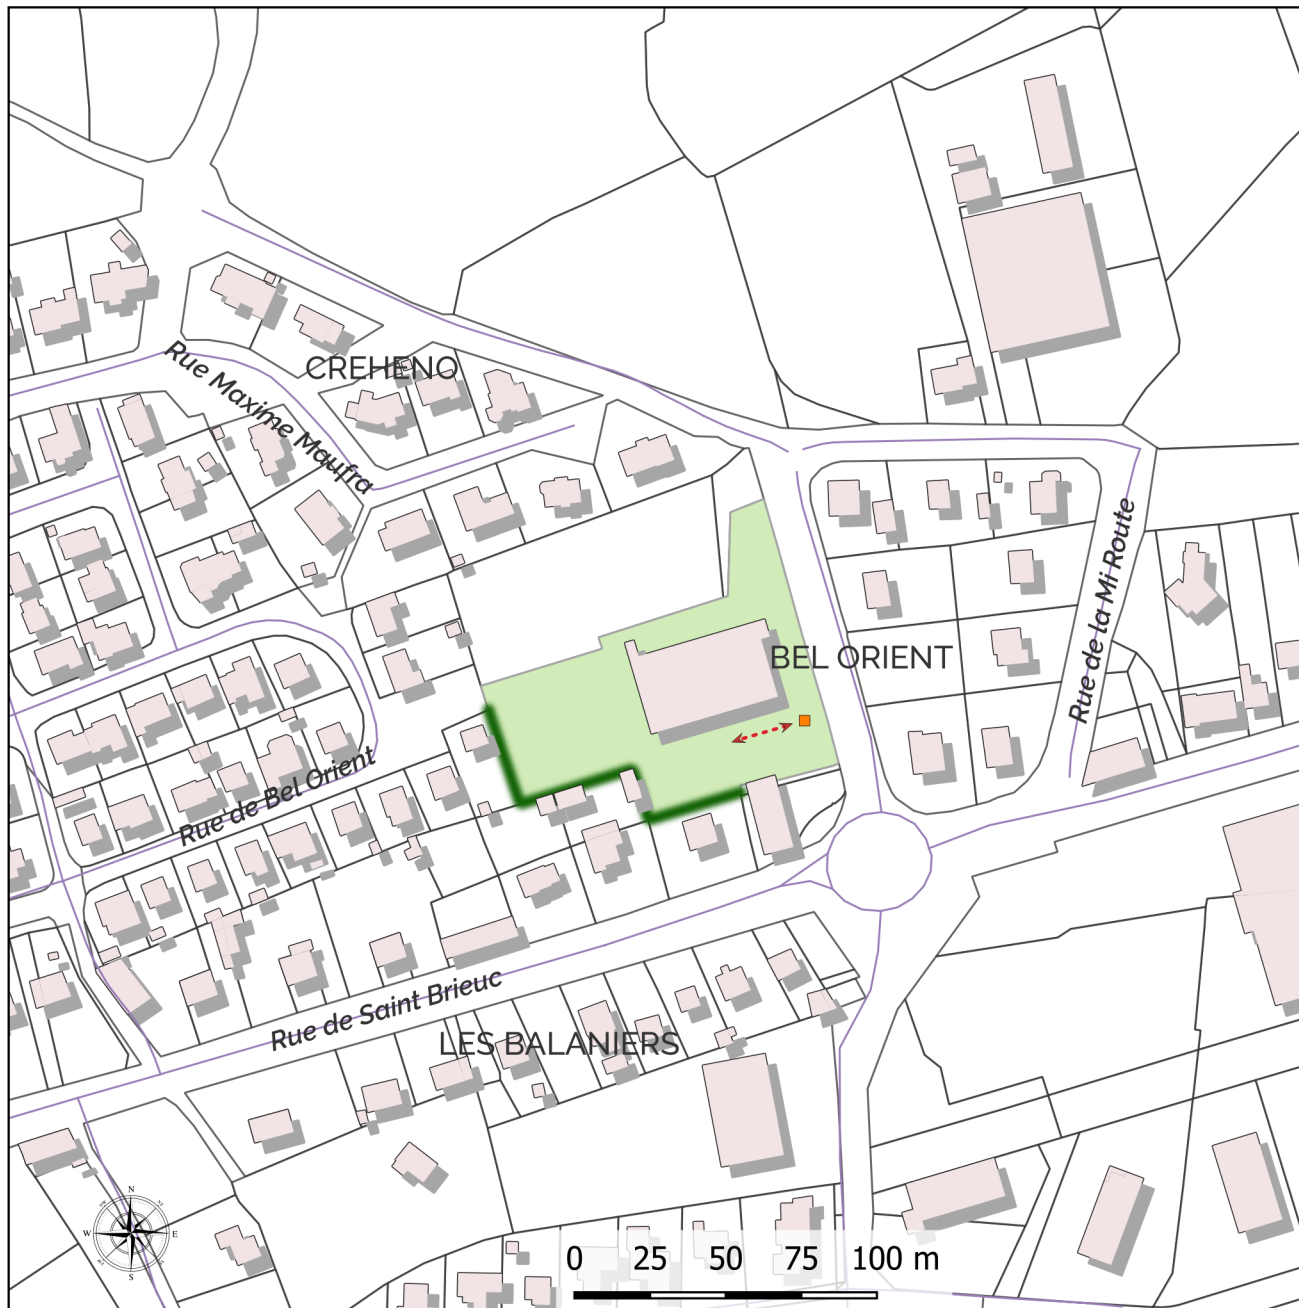 CREHENO
Rue Maxime Maufra
Rue de la Mi Route
BEL ORIENT
Rue de Bel Orient
Rue de Saint Brieuc
LES BALANIERS
N
W
E
S
0 25 50 75 100 m